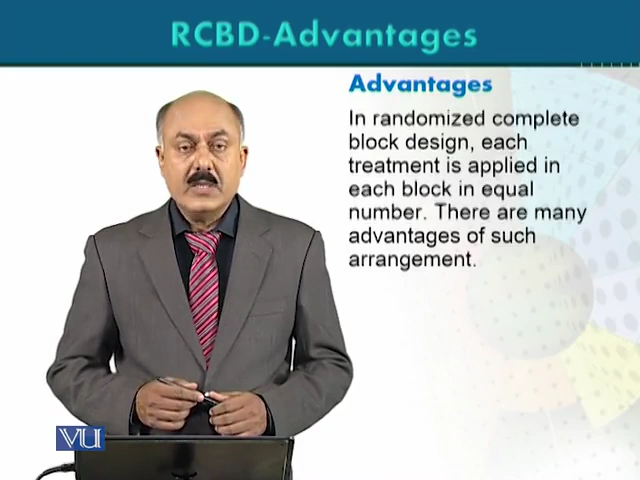 RCBD-Advantages
Advantages
In randomized complete
block design, each
treatment is applied in
each block in equal
number. There are many
advantages of such
arrangement.
VU